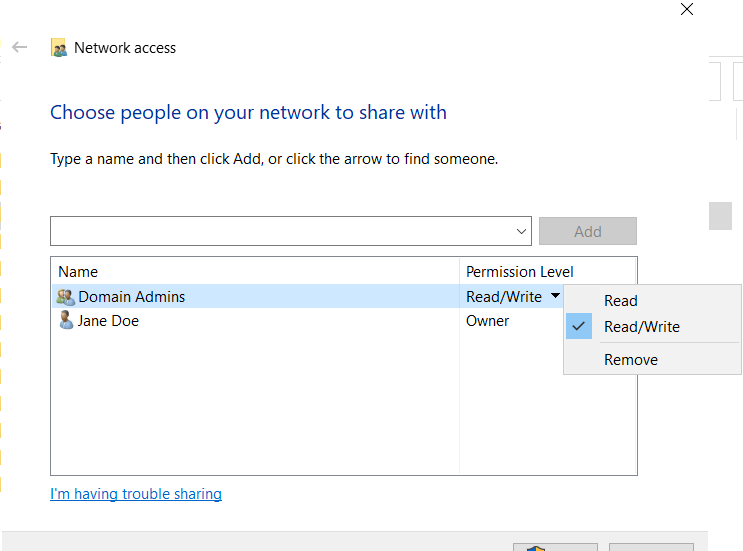 Network access
Choose people on your network to share with
Type a name and then click Add, or click the arrow to find someone.
Add
Name Permission Level
Domain Admins Read/Write
Jane Doe Owner
Read
Read/Write
Remove
I'm having trouble sharing